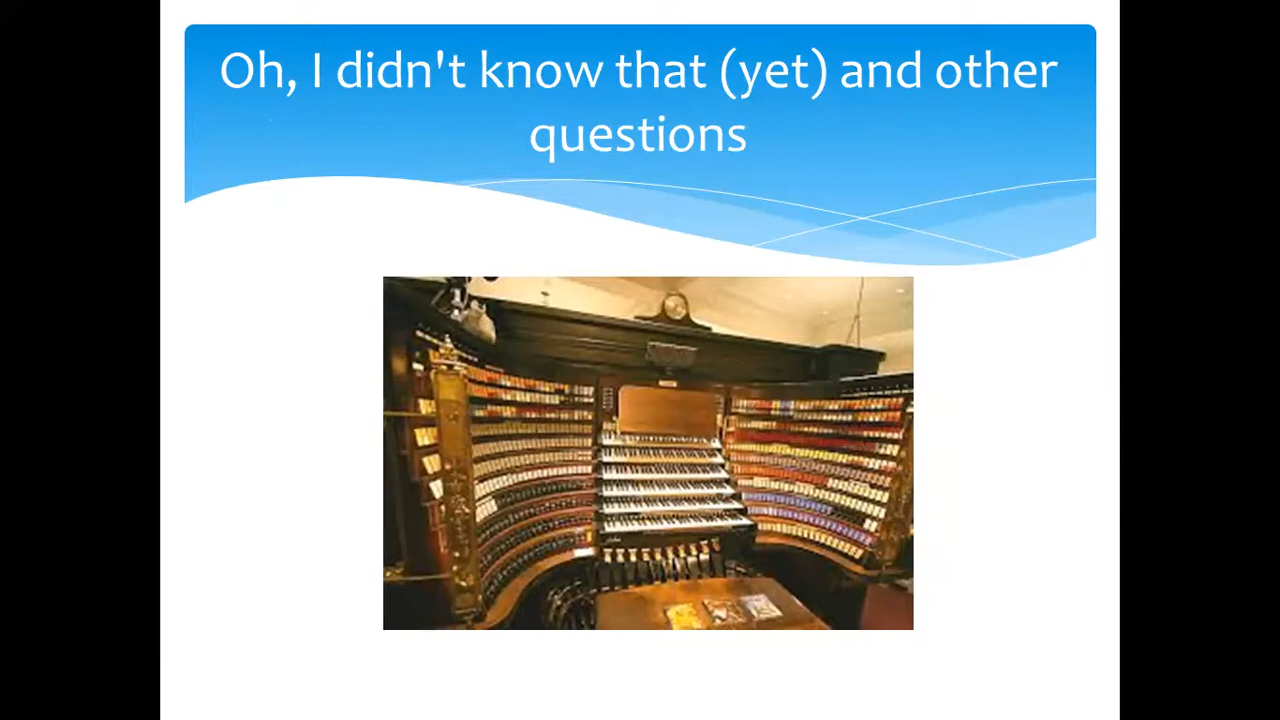 Oh, I didn't know that (yet) and other
questions